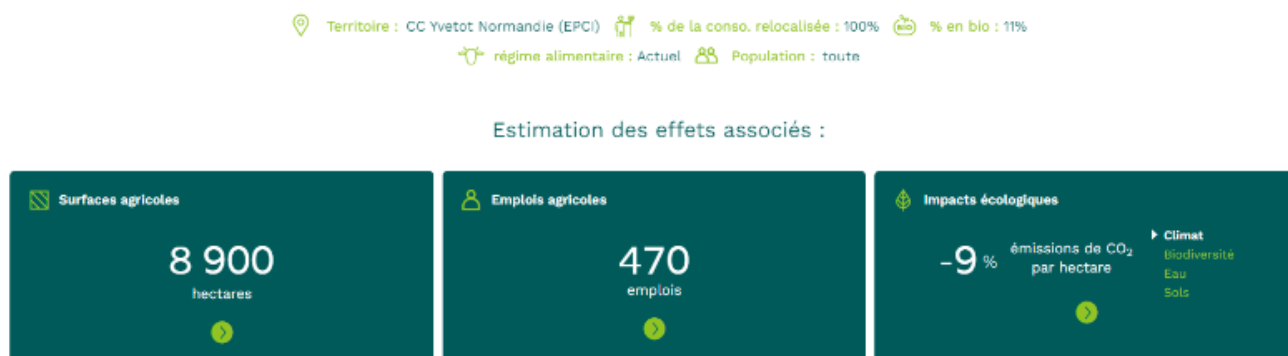 Territoire : CC Yvetot Normandie (EPCI) % de la conso. relocalisée : 100% BIO % en bio : 11%
régime alimentaire : Actuel Population : toute
Estimation des effets associés :
Surfaces agricoles
8 900
hectares
Emplois agricoles
470
emplois
Impacts écologiques
-9 % émissions de CO₂
par hectare
Climat
Biodiversité
Eau
Sols